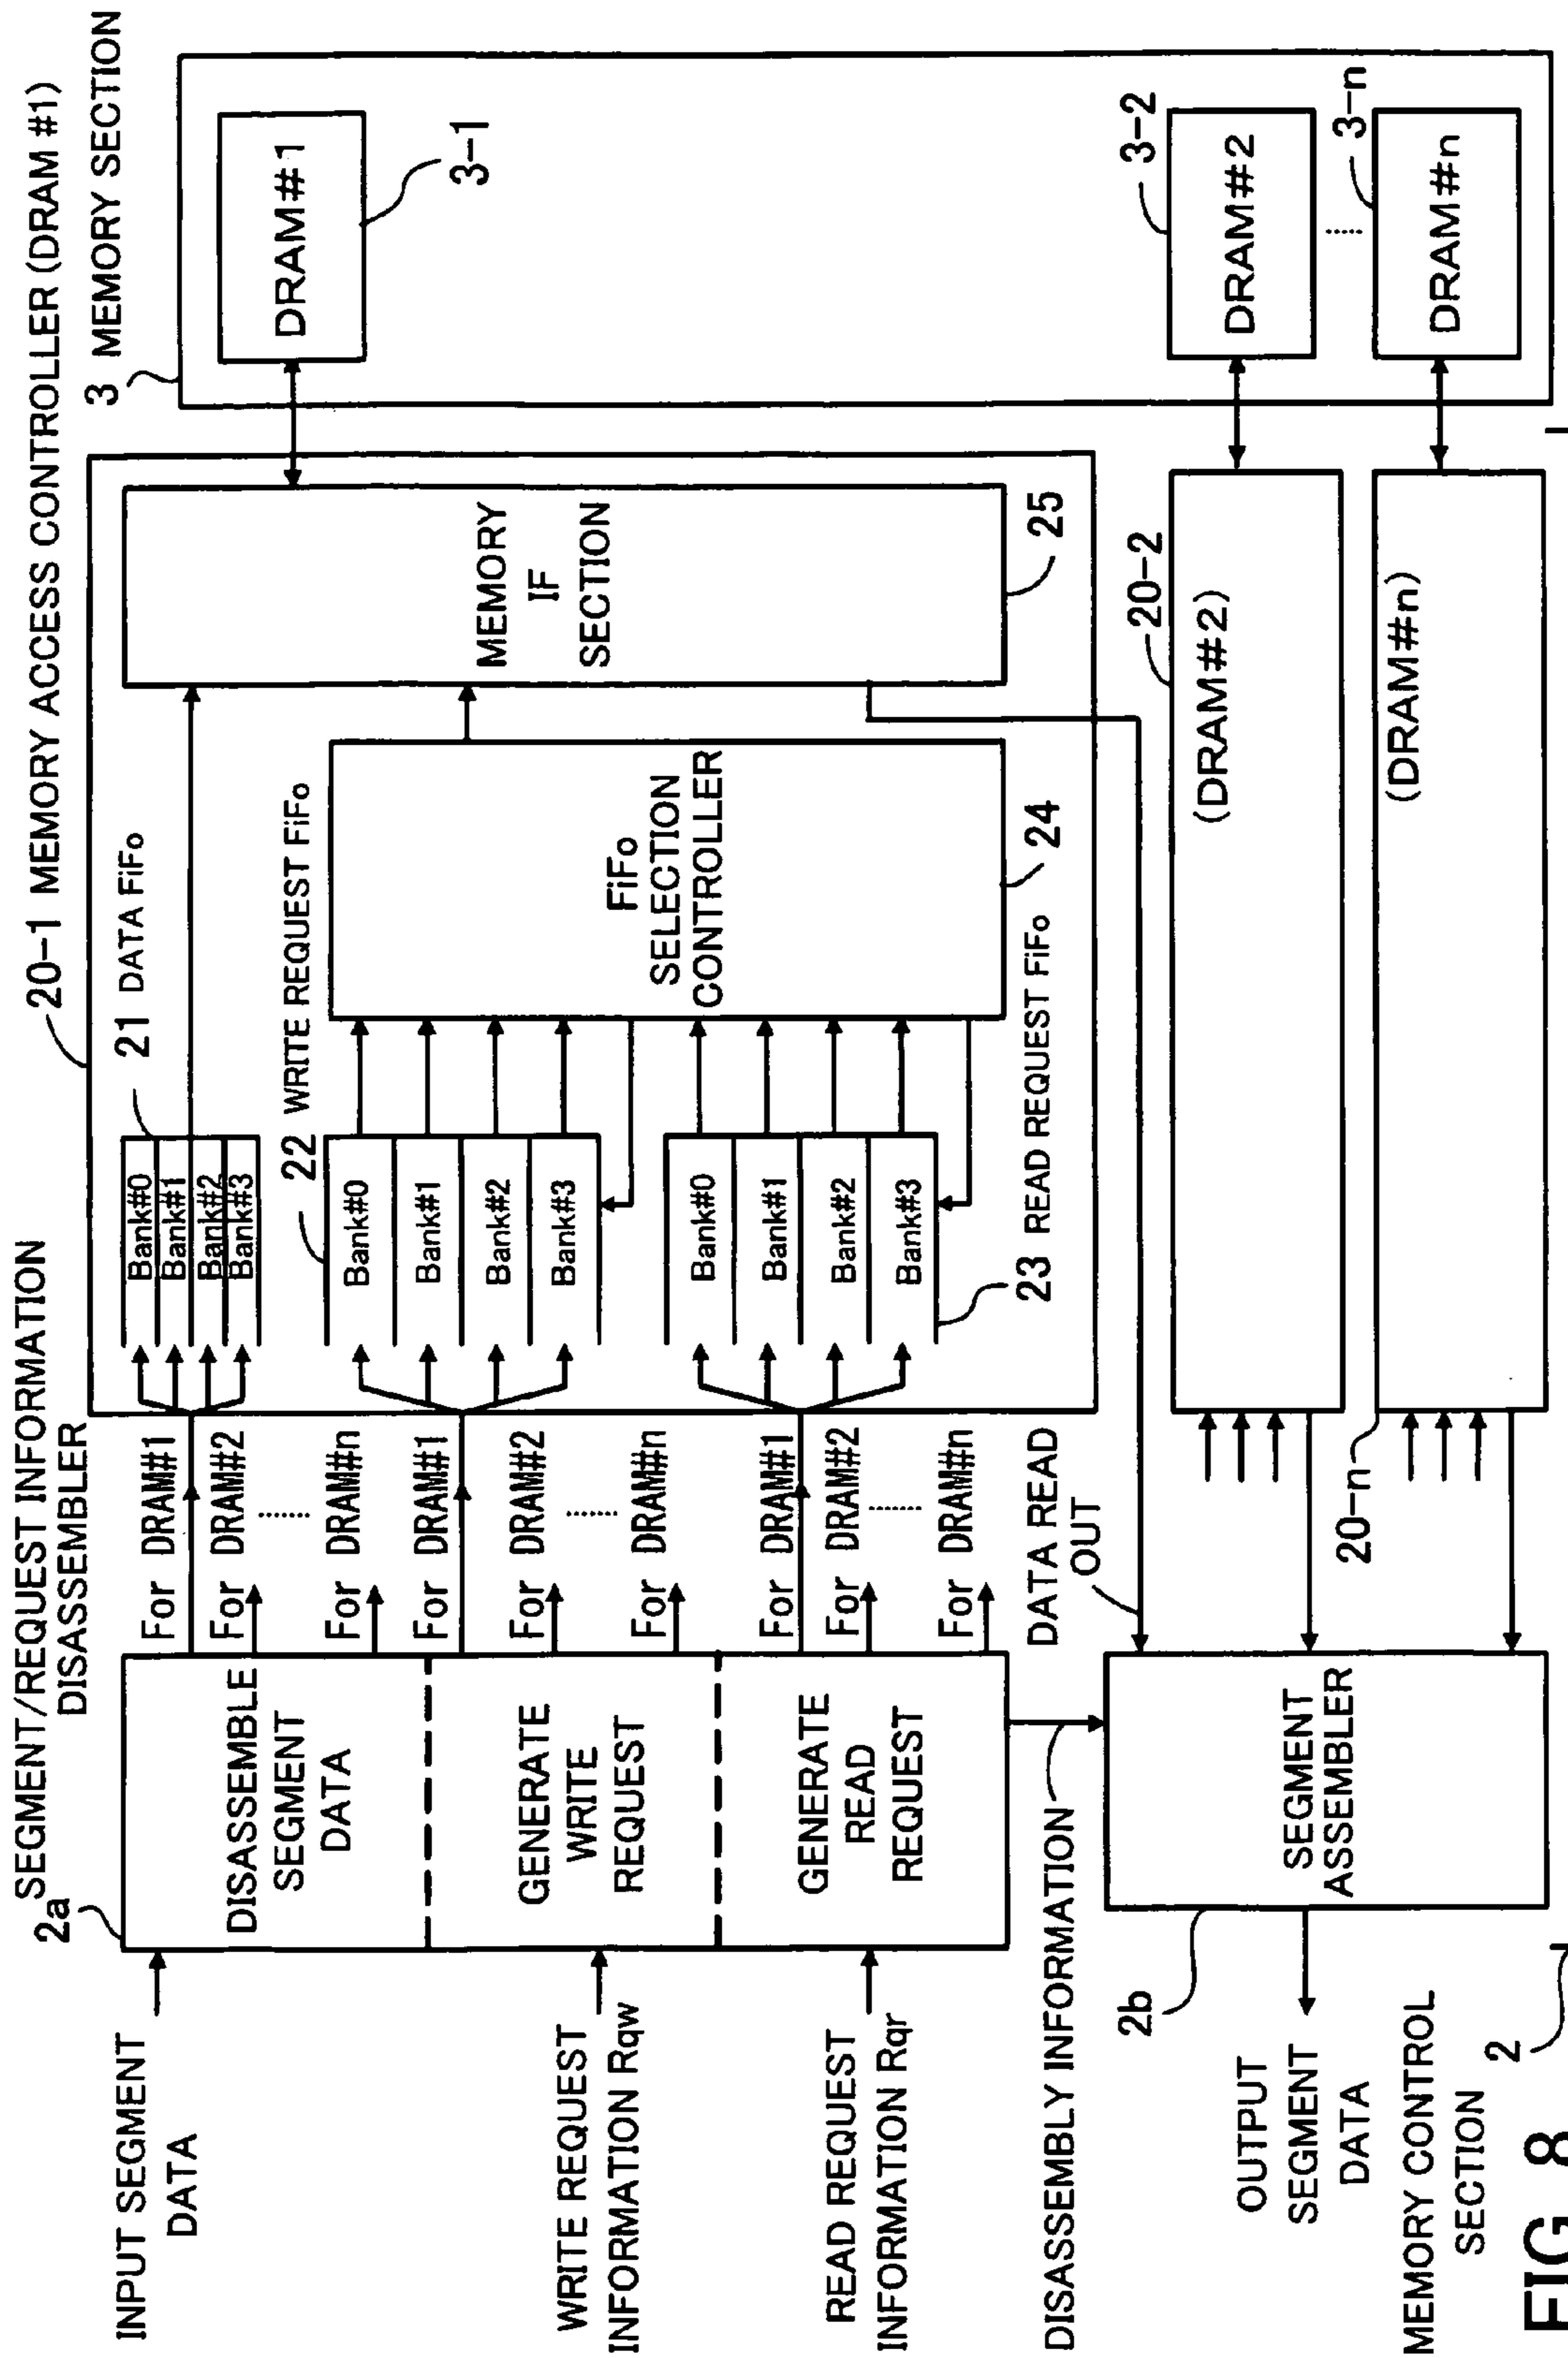 20-1 MEMORY ACCESS CONTROLLER (DRAM #1)
3 MEMORY SECTION
SEGMENT/REQUEST INFORMATION
DISASSEMBLER
2a
INPUT SEGMENT
DATA
DISASSEMBLE
SEGMENT
DATA
For DRAM#1
For DRAM#2
For DRAM#n
21 DATA FiFo
Bank#0
Bank#1
Bank#2
Bank#3
MEMORY
IF
SECTION
25
DRAM#1
3-1
WRITE REQUEST
INFORMATION Rqw
GENERATE
WRITE
REQUEST
For DRAM#1
For DRAM#2
For DRAM#n
22 WRITE REQUEST FiFo
Bank#0
Bank#1
Bank#2
Bank#3
FiFo
SELECTION
CONTROLLER
24
READ REQUEST
INFORMATION Rqr
GENERATE
READ
REQUEST
For DRAM#1
For DRAM#2
For DRAM#n
Bank#0
Bank#1
Bank#2
Bank#3
23 READ REQUEST FiFo
DISASSEMBLY INFORMATION
DATA READ
OUT
2b
SEGMENT
ASSEMBLER
OUTPUT
SEGMENT
DATA
20-2
(DRAM#2)
3-2
DRAM#2
20-n
(DRAM#n)
3-n
DRAM#n
MEMORY CONTROL
SECTION
2
FIG. 8